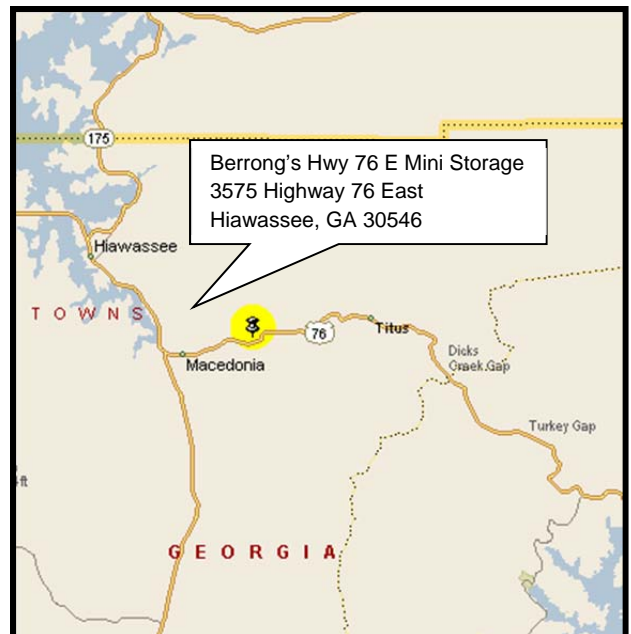 175
Berrong's Hwy 76 E Mini Storage
3575 Highway 76 East
Hiawassee, GA 30546
Hiawassee
TOWNS
76
Titus
Macedonia
Dicks
Creek Gap
Turkey Gap
ft
GEORGIA